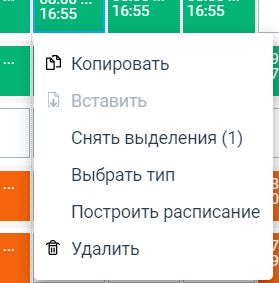 16:55 16:55 16:55
Копировать
Вставить
Снять выделения (1)
Выбрать тип
Построить расписание
Удалить